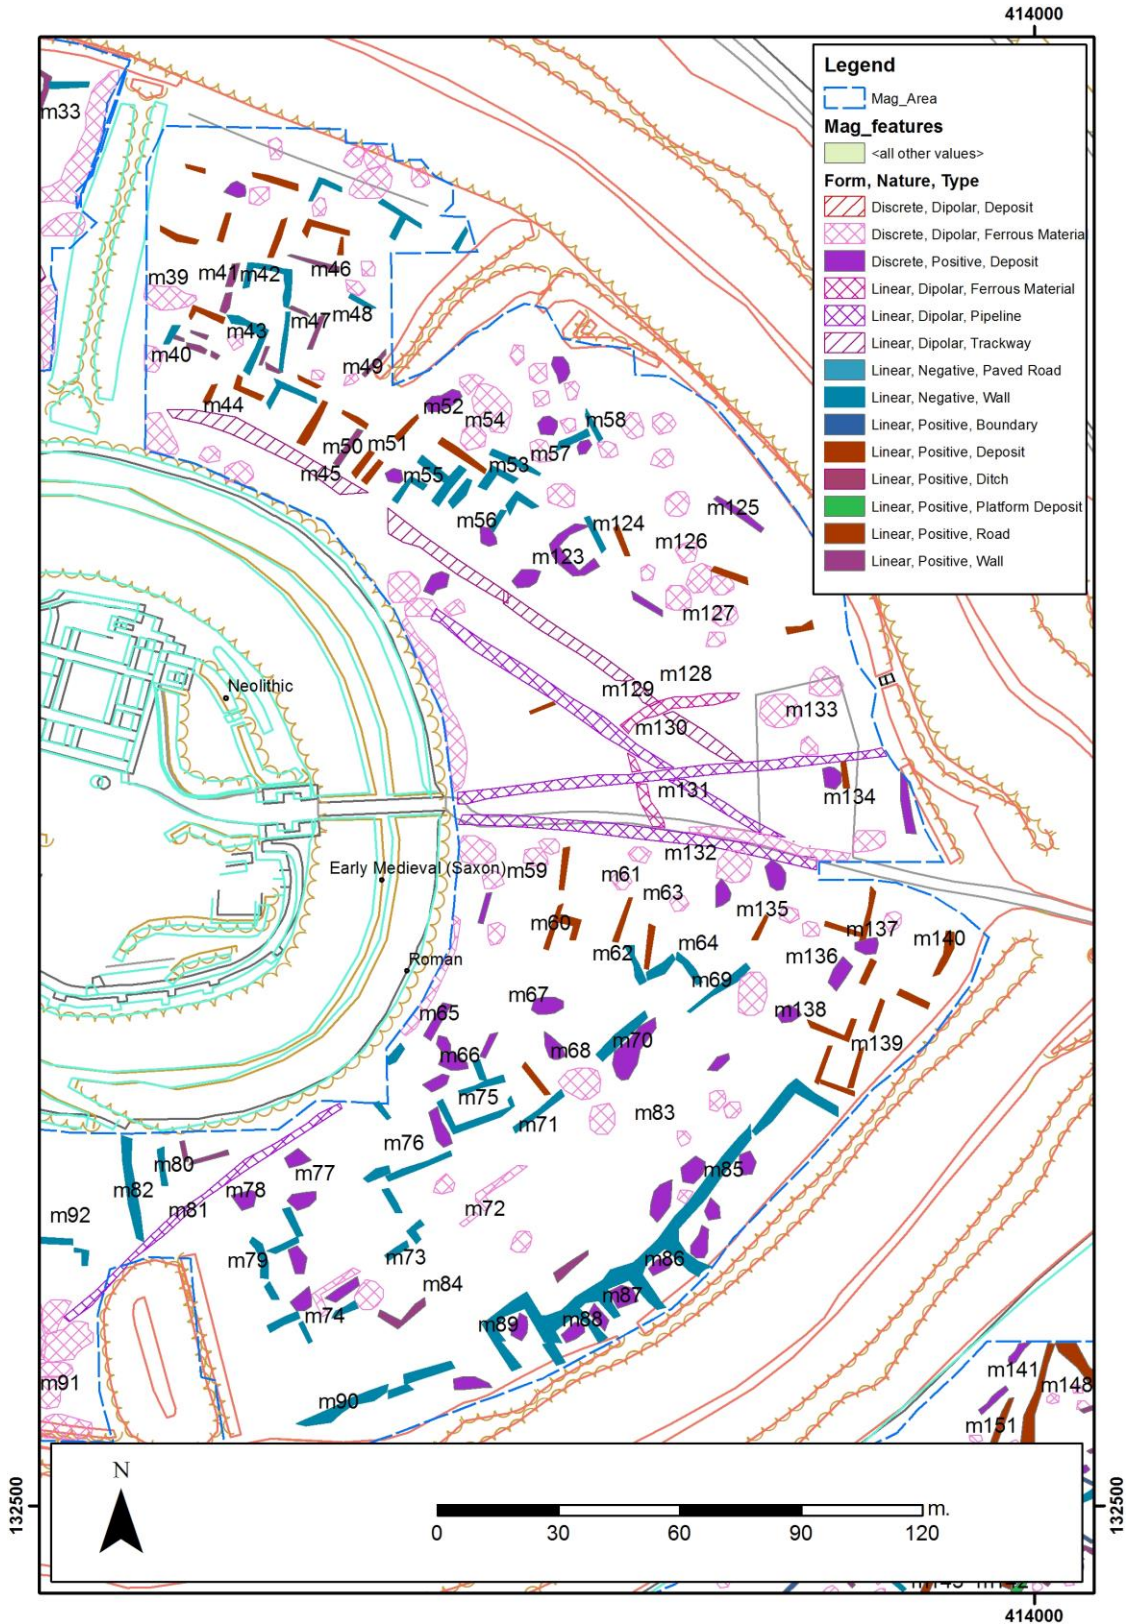 414000
Legend
Mag_Area
Mag_features
<all other values>
Form, Nature, Type
Discrete, Dipolar, Deposit
Discrete, Dipolar, Ferrous Materia
Discrete, Positive, Deposit
Linear, Dipolar, Ferrous Material
Linear, Dipolar, Pipeline
Linear, Dipolar, Trackway
Linear, Negative, Paved Road
Linear, Negative, Wall
Linear, Positive, Boundary
Linear, Positive, Deposit
Linear, Positive, Ditch
Linear, Positive, Platform Deposit
Linear, Positive, Road
Linear, Positive, Wall
m33
m39
m41
m42
m46
m47
m48
m43
m40
m49
m44
m52
m54
m58
m50
m51
m57
m45
m55
m53
m125
m56
m124
m123
m126
m127
m128
m129
Neolithic
m130
m133
m131
m134
m132
Early Medieval (Saxon)
m59
m61
m63
m60
m135
m137
m140
m62
m64
m136
Roman
m69
m67
m65
m138
m66
m68
m70
m139
m75
m71
m83
m76
m80
m77
m85
m82
m78
m72
m81
m92
m79
m73
m86
m84
m87
m74
m89
m88
m90
m91
m141
m148
m151
N
m.
0
30
60
90
120
132500
132500
414000